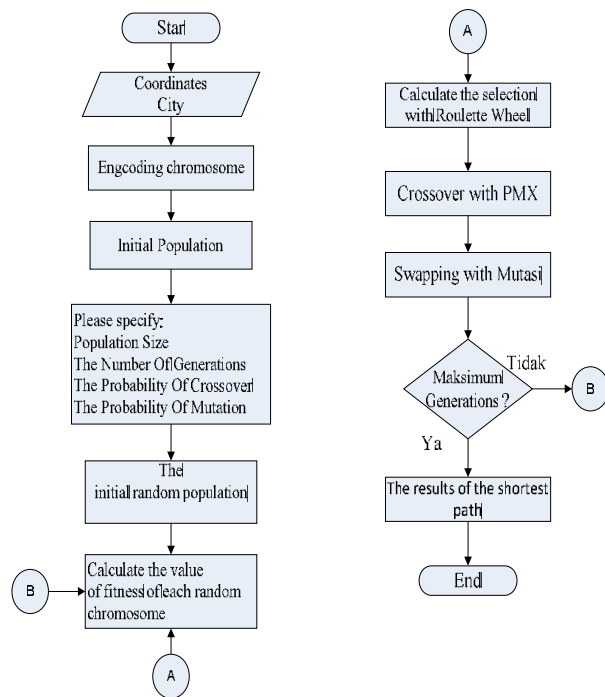 Start
Coordinates
City
Engcoding chromosome
Initial Population
Please specify:
Population Size
The Number Of Generations
The Probability Of Crossover
The Probability Of Mutation
The
initial random population
Calculate the value
of fitness of each random
chromosome
B
A
A
Calculate the selection
with Roulette Wheel
Crossover with PMX
Swapping with Mutasi
Maksimum
Generations ?
Tidak
B
Ya
The results of the shortest
path
End